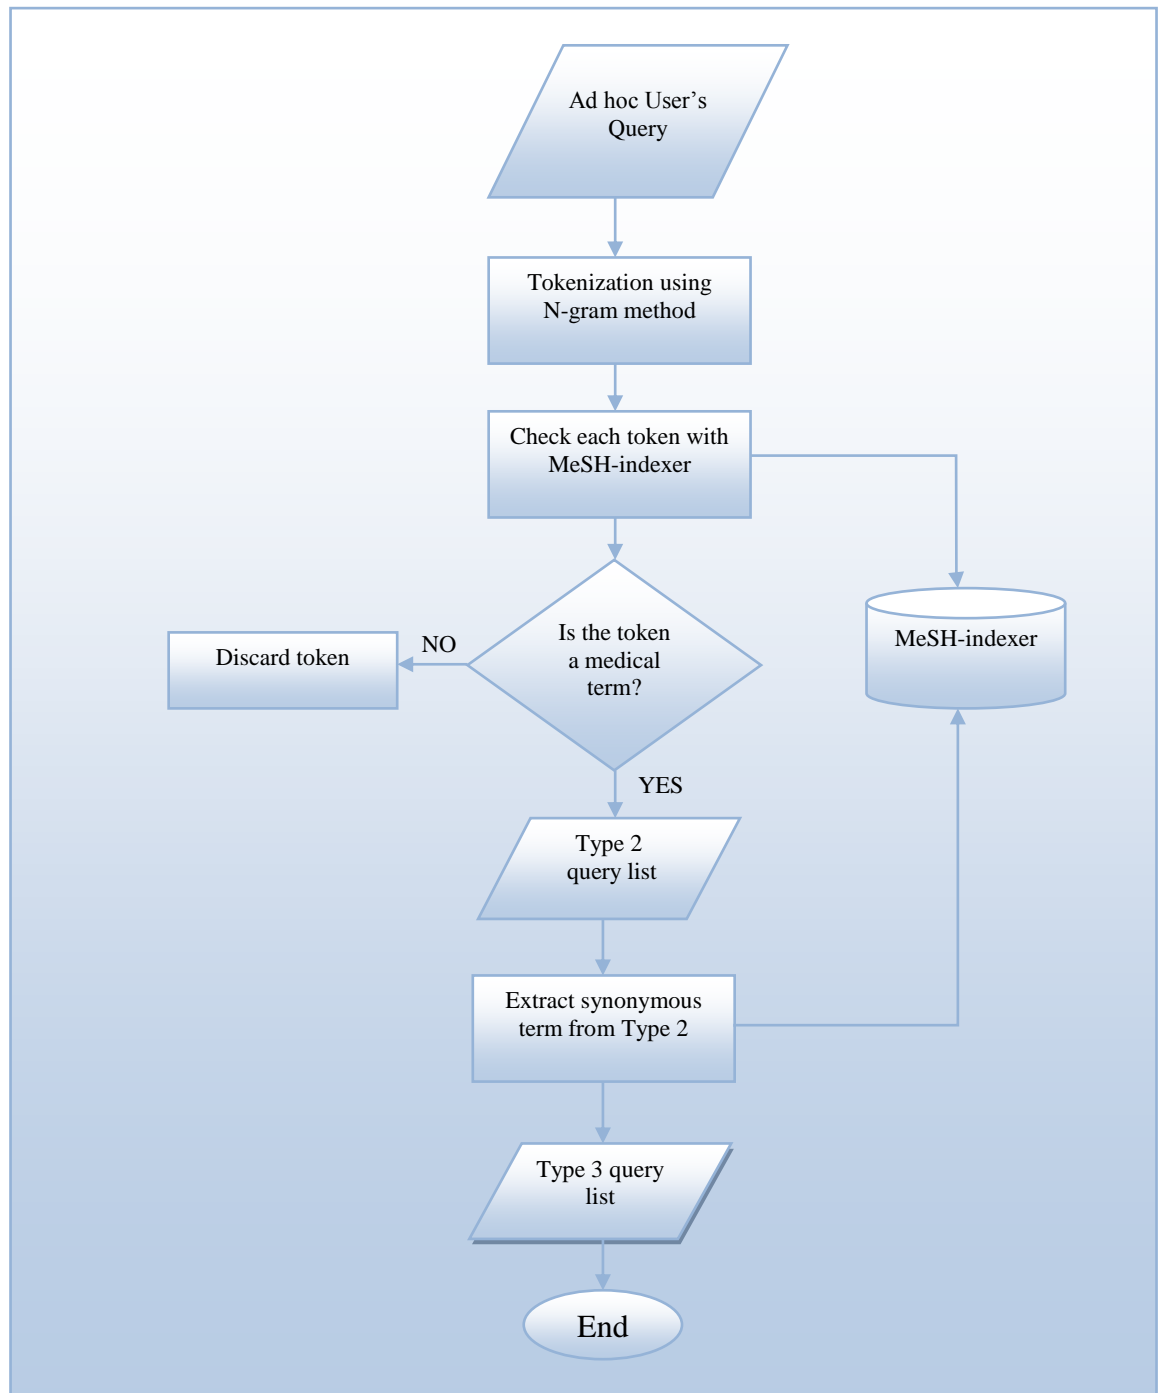 Ad hoc User’s
Query
Tokenization using
N-gram method
Check each token with
MeSH-indexer
Is the token
a medical
term?
MeSH-indexer
NO
Discard token
YES
Type 2
query list
Extract synonymous
term from Type 2
Type 3 query
list
End